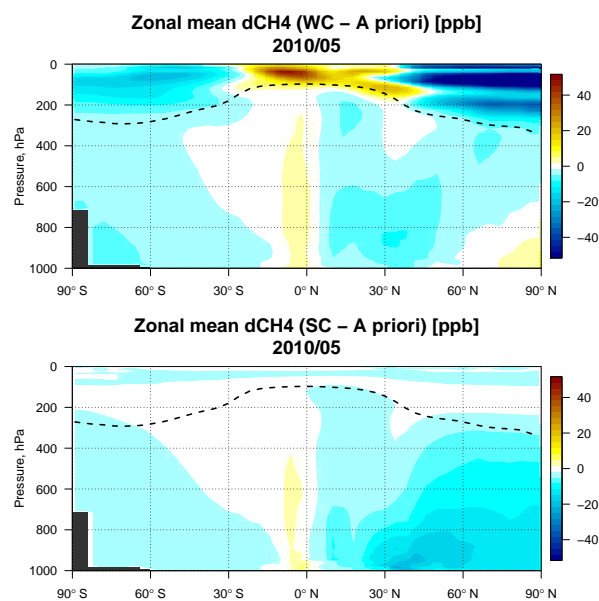 Zonal mean dCH4 (WC − A priori) [ppb]
2010/05
Pressure, hPa
0
200
400
600
800
1000
90° S
60° S
30° S
0° N
30° N
60° N
90° N
40
20
0
−20
−40
Zonal mean dCH4 (SC − A priori) [ppb]
2010/05
Pressure, hPa
0
200
400
600
800
1000
90° S
60° S
30° S
0° N
30° N
60° N
90° N
40
20
0
−20
−40